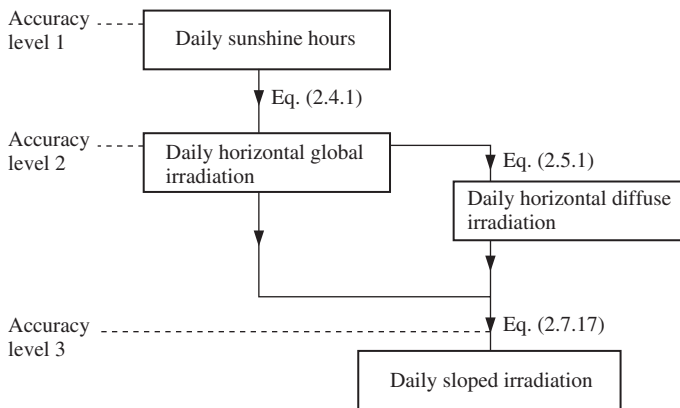 Accuracy
level 1
Daily sunshine hours
Eq. (2.4.1)
Accuracy
level 2
Daily horizontal global
irradiation
Eq. (2.5.1)
Daily horizontal diffuse
irradiation
Accuracy
level 3
Eq. (2.7.17)
Daily sloped irradiation